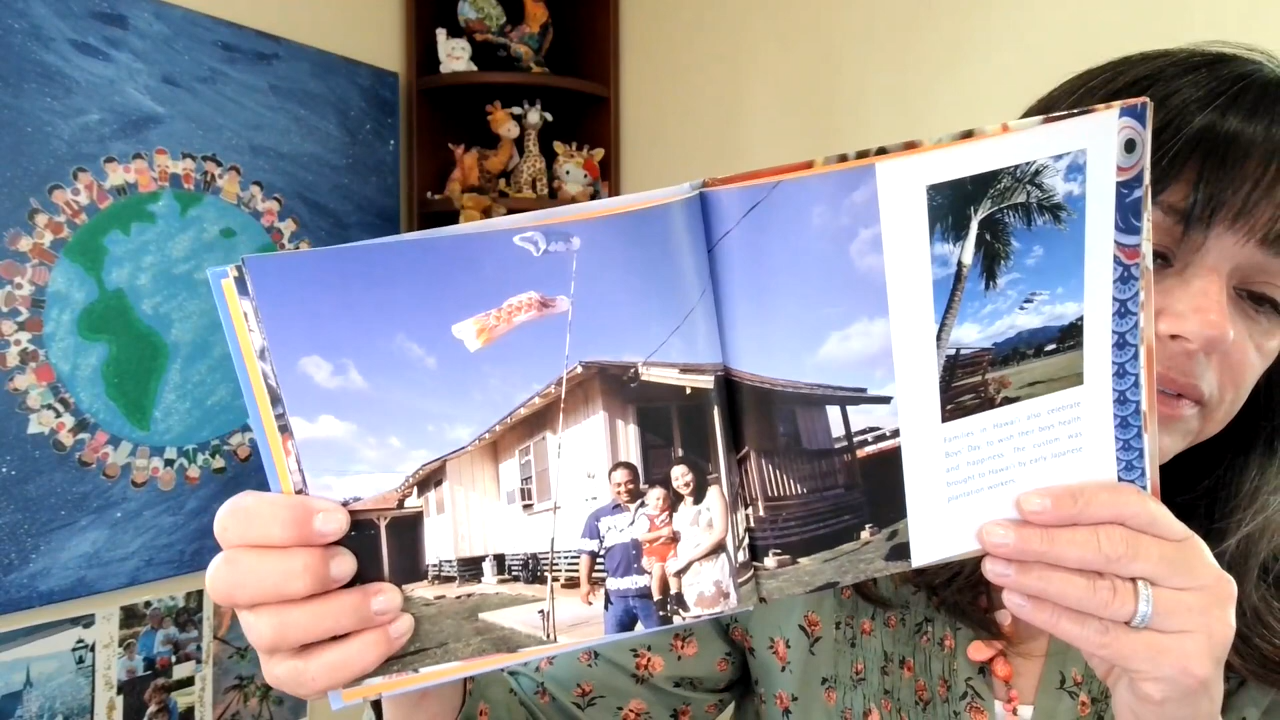 Families in Hawai'i also celebrate
Boys Day to wish their boys health
and happiness. The custom was
brought to Hawai'i by early Japanese
plantation workers.